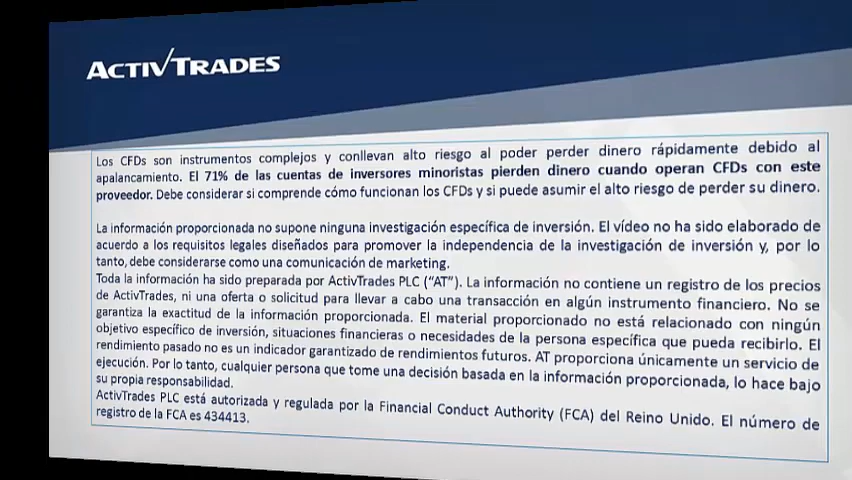 ACTIVTRADES
Los CFDs son instrumentos complejos y conllevan alto riesgo al poder perder dinero rápidamente debido al
apalancamiento. El 71% de las cuentas de inversores minoristas pierden dinero cuando operan CFDs con este
proveedor. Debe considerar si comprende cómo funcionan los CFDs y si puede asumir el alto riesgo de perder su dinero.
La información proporcionada no supone ninguna investigación específica de inversión. El vídeo no ha sido elaborado de
acuerdo a los requisitos legales diseñados para promover la independencia de la investigación de inversión y, por lo
tanto, debe considerarse como una comunicación de marketing.
Toda la información ha sido preparada por ActivTrades PLC (“AT”). La información no contiene un registro de los precios
de ActivTrades, ni una oferta o solicitud para llevar a cabo una transacción en algún instrumento financiero. No se
garantiza la exactitud de la información proporcionada. El material proporcionado no está relacionado con ningún
objetivo específico de inversión, situaciones financieras o necesidades de la persona específica que pueda recibirlo. El
rendimiento pasado no es un indicador garantizado de rendimientos futuros. AT proporciona únicamente un servicio de
ejecución. Por lo tanto, cualquier persona que tome una decisión basada en la información proporcionada, lo hace bajo
su propia responsabilidad.
ActivTrades PLC está autorizada y regulada por la Financial Conduct Authority (FCA) del Reino Unido. El número de
registro de la FCA es 434413.